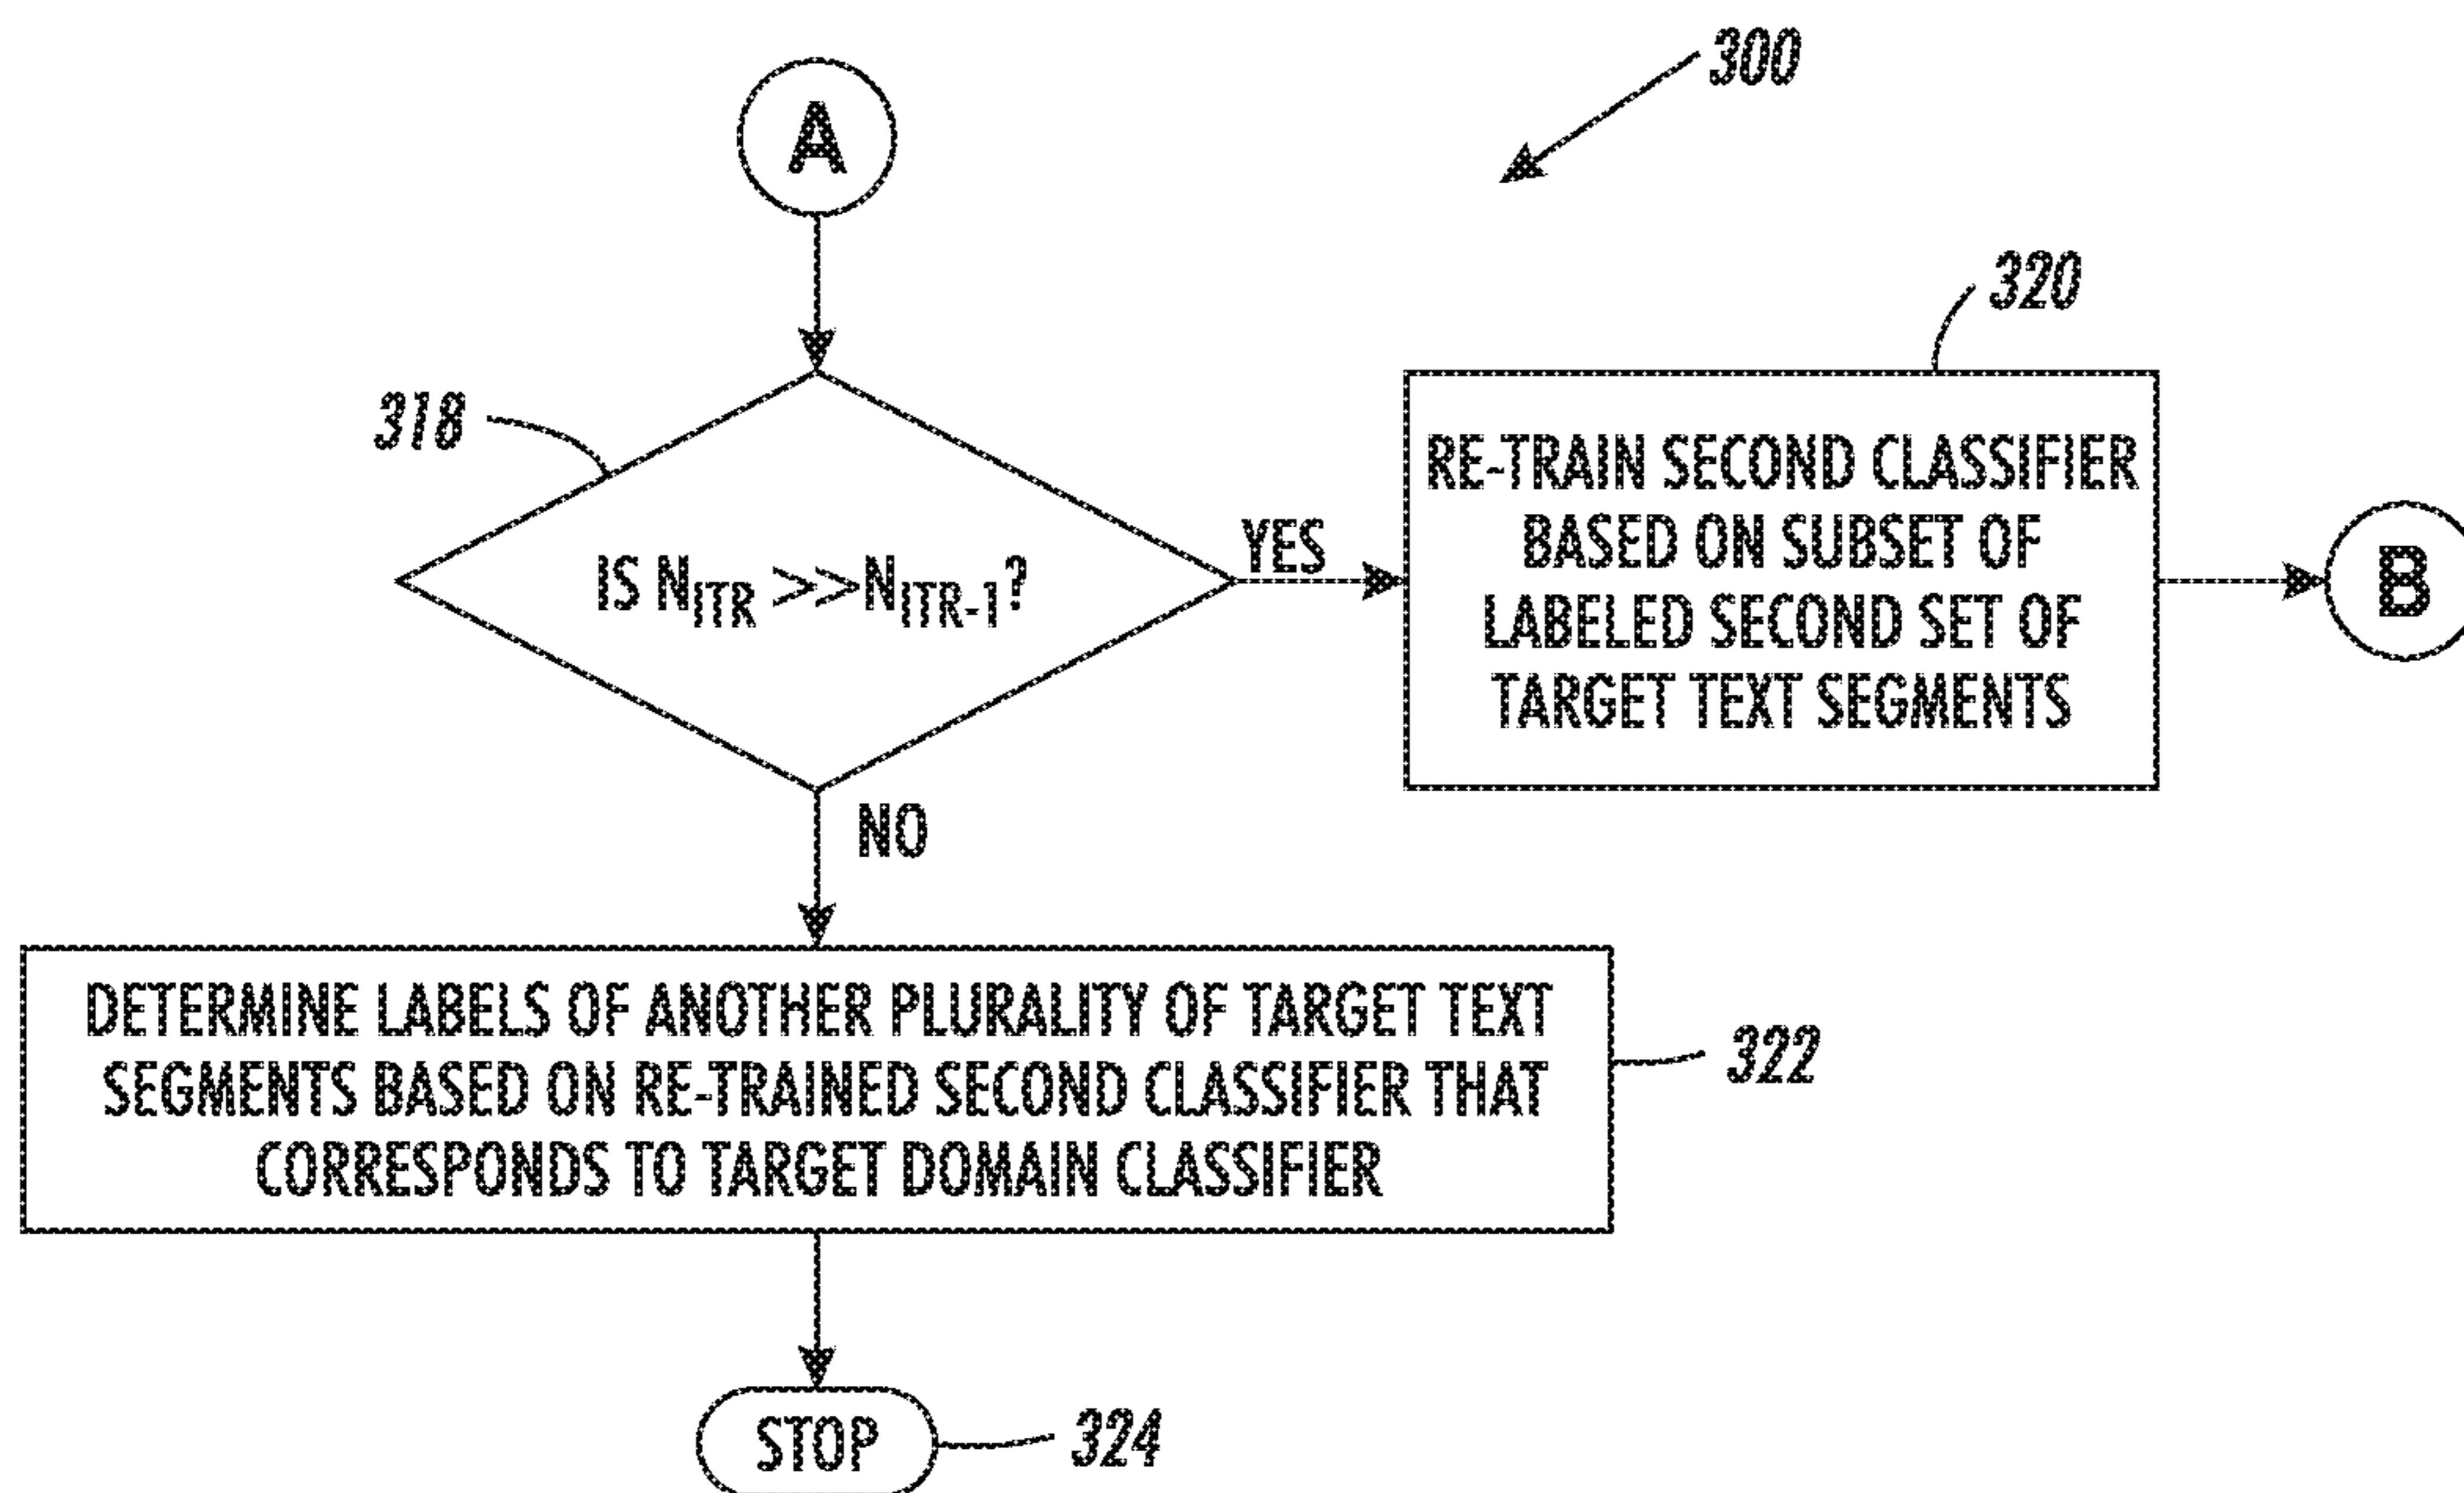 A
300
318
IS N_ITR >> N_ITR-1?
YES
320
RE-TRAIN SECOND CLASSIFIER
BASED ON SUBSET OF
LABELED SECOND SET OF
TARGET TEXT SEGMENTS
B
NO
DETERMINE LABELS OF ANOTHER PLURALITY OF TARGET TEXT
SEGMENTS BASED ON RE-TRAINED SECOND CLASSIFIER THAT
CORRESPONDS TO TARGET DOMAIN CLASSIFIER
322
STOP
324